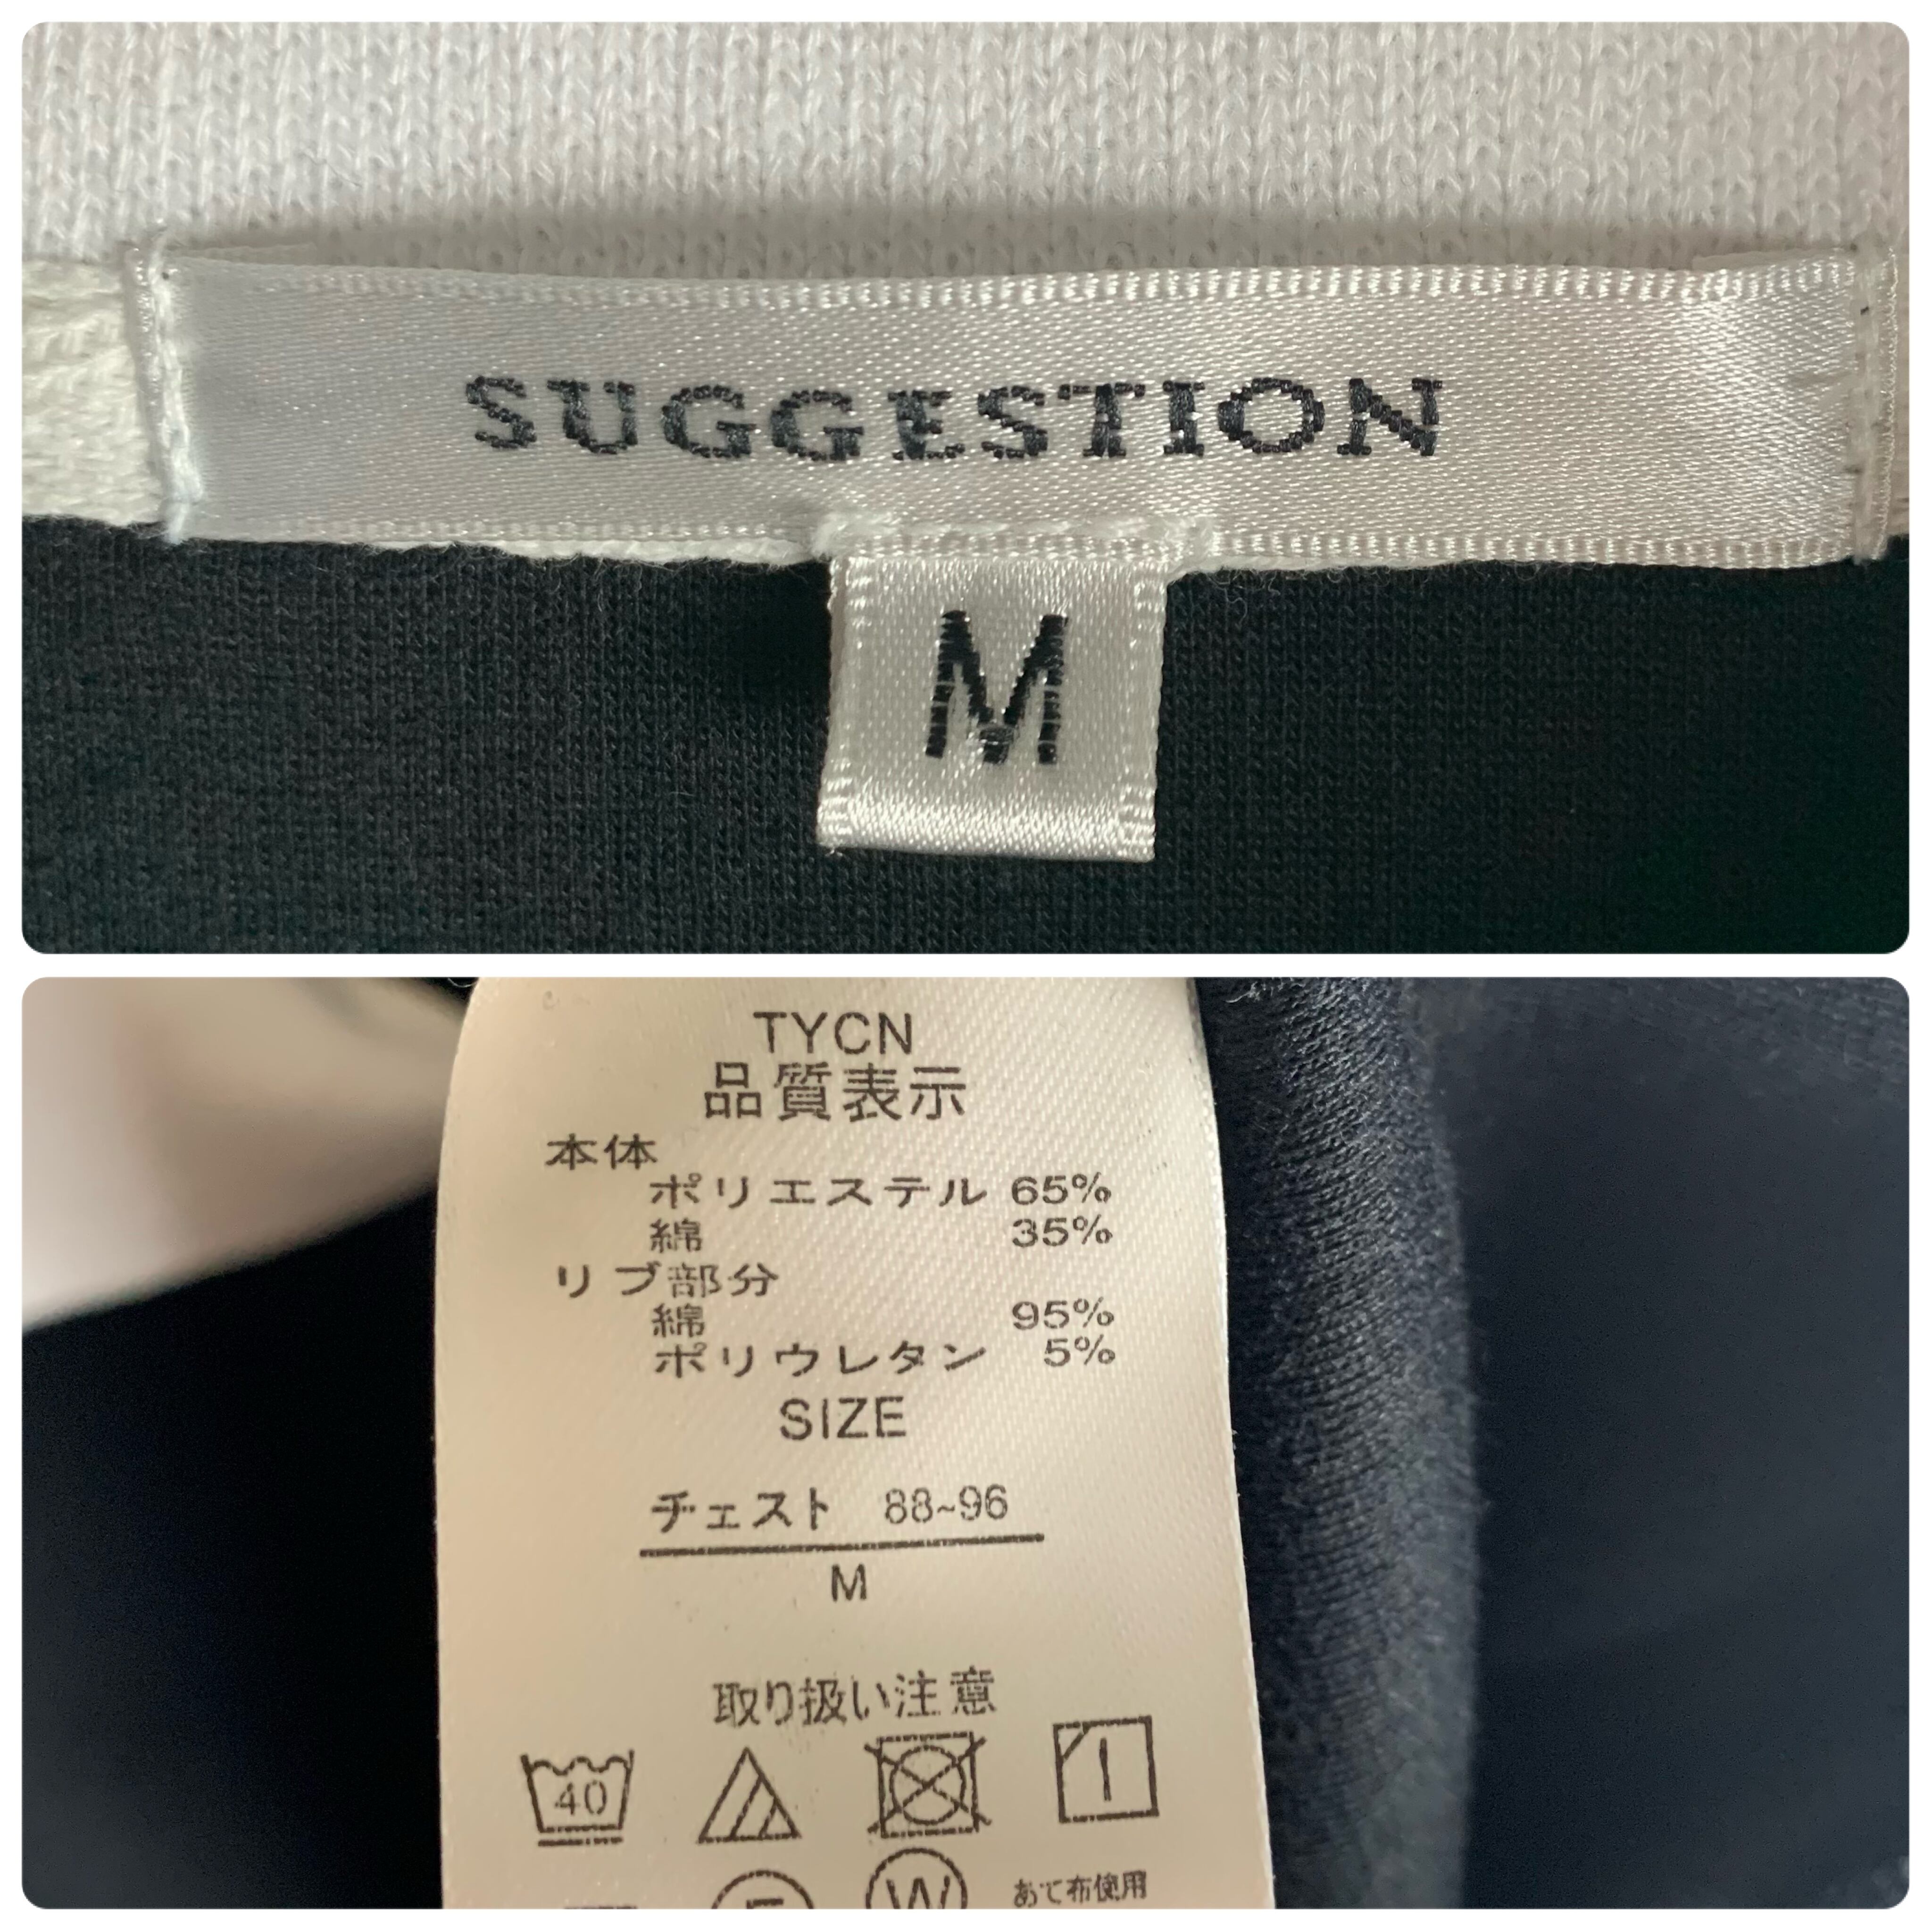 SUGGESTION
M
TYCN
品質表示
本体
ポリエステル 65%
綿 35%
リブ部分
綿 95%
ポリウレタン 5%
SIZE
チェスト 88~96
M
取り扱い注意
40
W
あて布使用